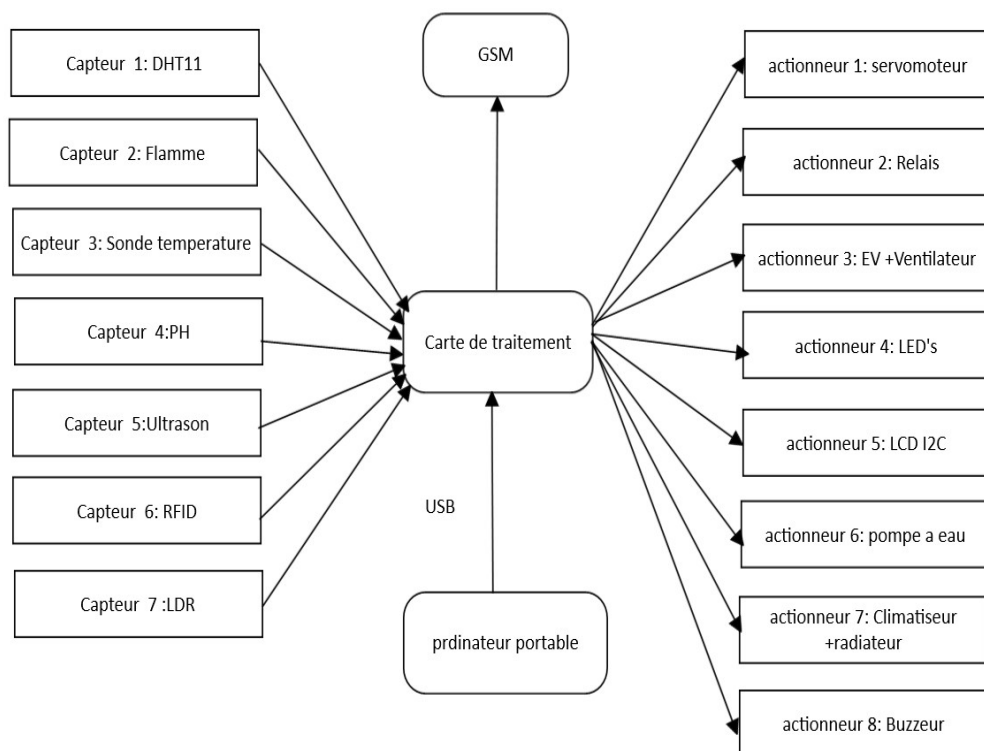 Capteur 1: DHT11
Capteur 2: Flamme
Capteur 3: Sonde temperature
Capteur 4:PH
Capteur 5:Ultrason
Capteur 6: RFID
Capteur 7 :LDR
GSM
Carte de traitement
USB
prdinateur portable
actionneur 1: servomoteur
actionneur 2: Relais
actionneur 3: EV +Ventilateur
actionneur 4: LED's
actionneur 5: LCD I2C
actionneur 6: pompe a eau
actionneur 7: Climatiseur
+radiateur
actionneur 8: Buzzeur